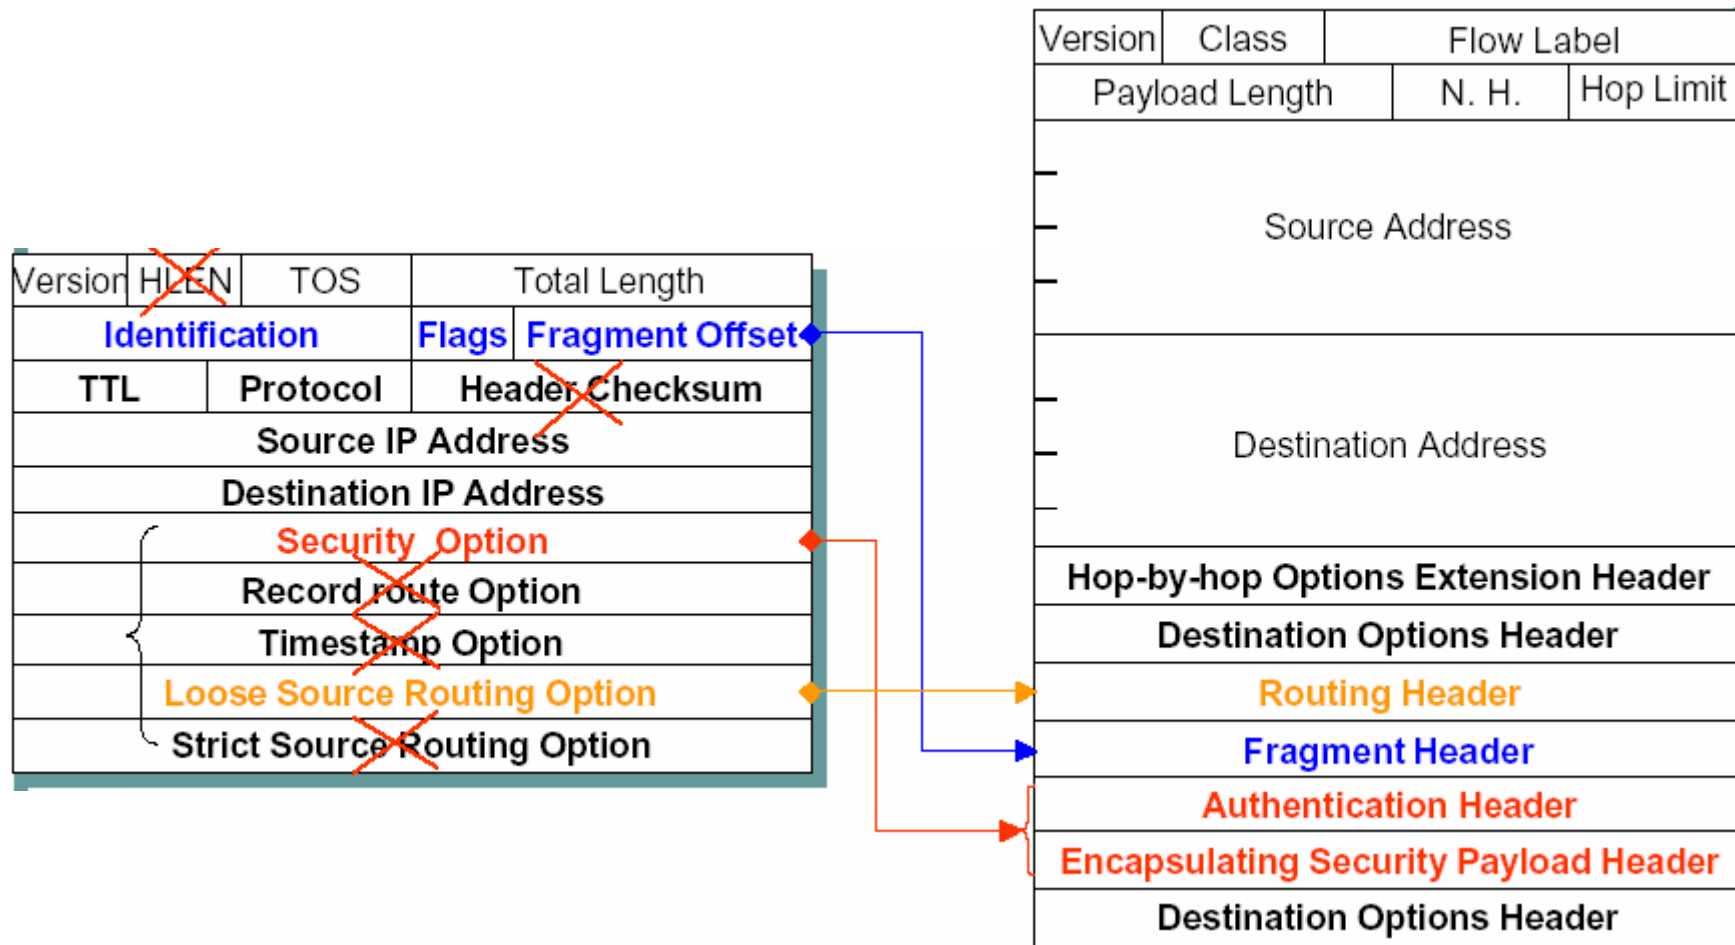 Version HLEN TOS Total Length
Identification Flags Fragment Offset
TTL Protocol Header Checksum
Source IP Address
Destination IP Address
Security Option
Record route Option
Timestamp Option
Loose Source Routing Option
Strict Source Routing Option
Version Class Flow Label
Payload Length N. H. Hop Limit
Source Address
Destination Address
Hop-by-hop Options Extension Header
Destination Options Header
Routing Header
Fragment Header
Authentication Header
Encapsulating Security Payload Header
Destination Options Header